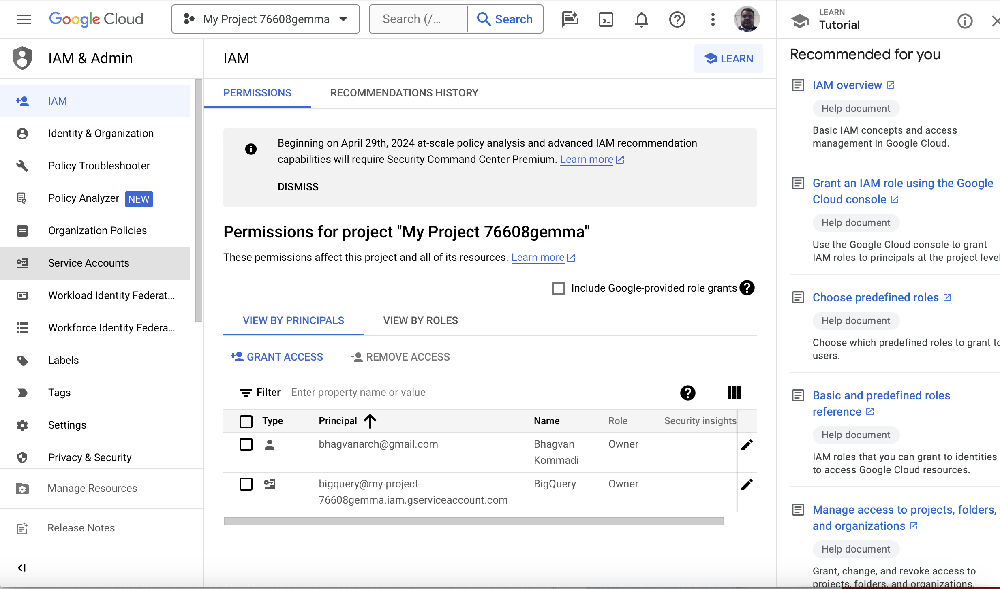 Google Cloud
My Project 76608gemma
Search (/...
Search
LEARN
Tutorial
IAM & Admin
IAM
Identity & Organization
Policy Troubleshooter
Policy Analyzer NEW
Organization Policies
Service Accounts
Workload Identity Federat...
Workforce Identity Federa...
Labels
Tags
Settings
Privacy & Security
Manage Resources
Release Notes
IAM
LEARN
PERMISSIONS
RECOMMENDATIONS HISTORY
Beginning on April 29th, 2024 at-scale policy analysis and advanced IAM recommendation
capabilities will require Security Command Center Premium. Learn more
DISMISS
Permissions for project "My Project 76608gemma"
These permissions affect this project and all of its resources. Learn more
Include Google-provided role grants
VIEW BY PRINCIPALS
VIEW BY ROLES
GRANT ACCESS
REMOVE ACCESS
Filter Enter property name or value
Type Principal Name Role Security insights
bhagvanarch@gmail.com Bhagvan Owner
Kommadi
bigquery@my-project- BigQuery Owner
76608gemma.iam.gserviceaccount.com
Recommended for you
IAM overview
Help document
Basic IAM concepts and access
management in Google Cloud.
Grant an IAM role using the Google
Cloud console
Help document
Use the Google Cloud console to grant
IAM roles to principals at the project level
Choose predefined roles
Help document
Choose which predefined roles to grant to
users.
Basic and predefined roles
reference
Help document
IAM roles that you can grant to identities
to access Google Cloud resources.
Manage access to projects, folders,
and organizations
Help document
Grant, change, and revoke access to
projects, folders, and organizations.